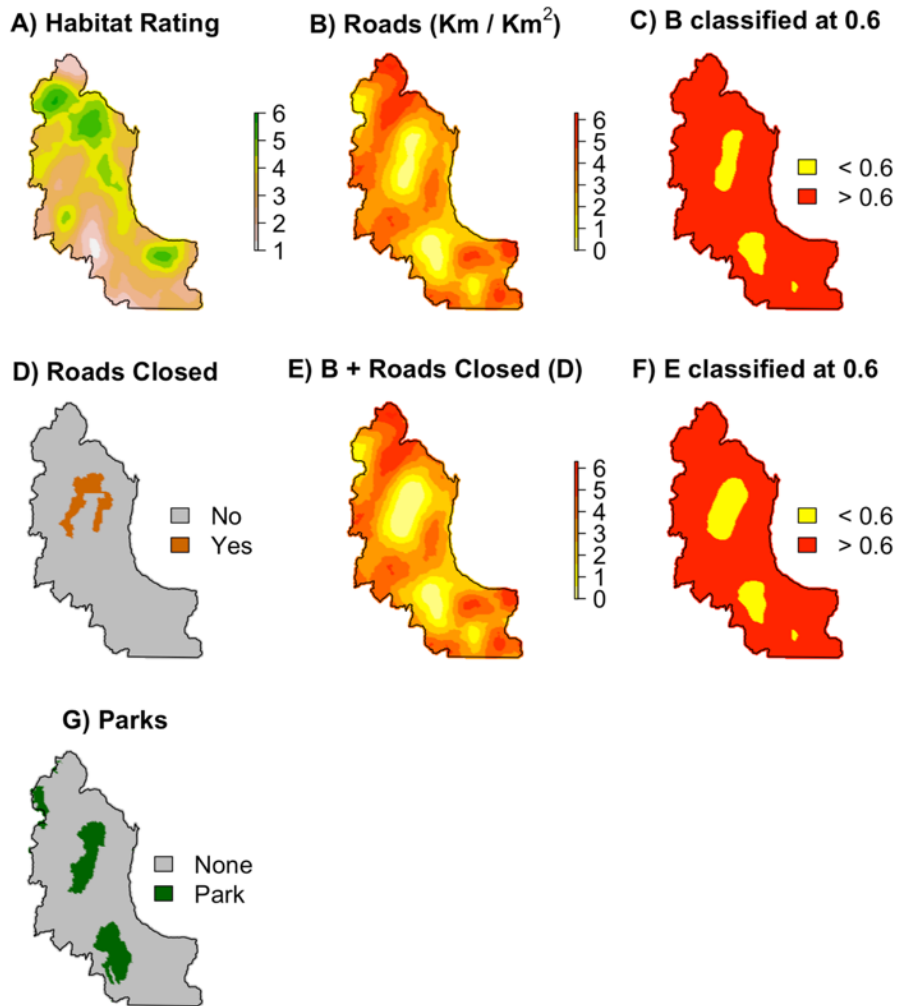 A) Habitat Rating
B) Roads (Km / Km²)
C) B classified at 0.6
6
5
4
3
2
1
6
5
4
3
2
1
0
< 0.6
> 0.6
D) Roads Closed
E) B + Roads Closed (D)
F) E classified at 0.6
No
Yes
6
5
4
3
2
1
0
< 0.6
> 0.6
G) Parks
None
Park